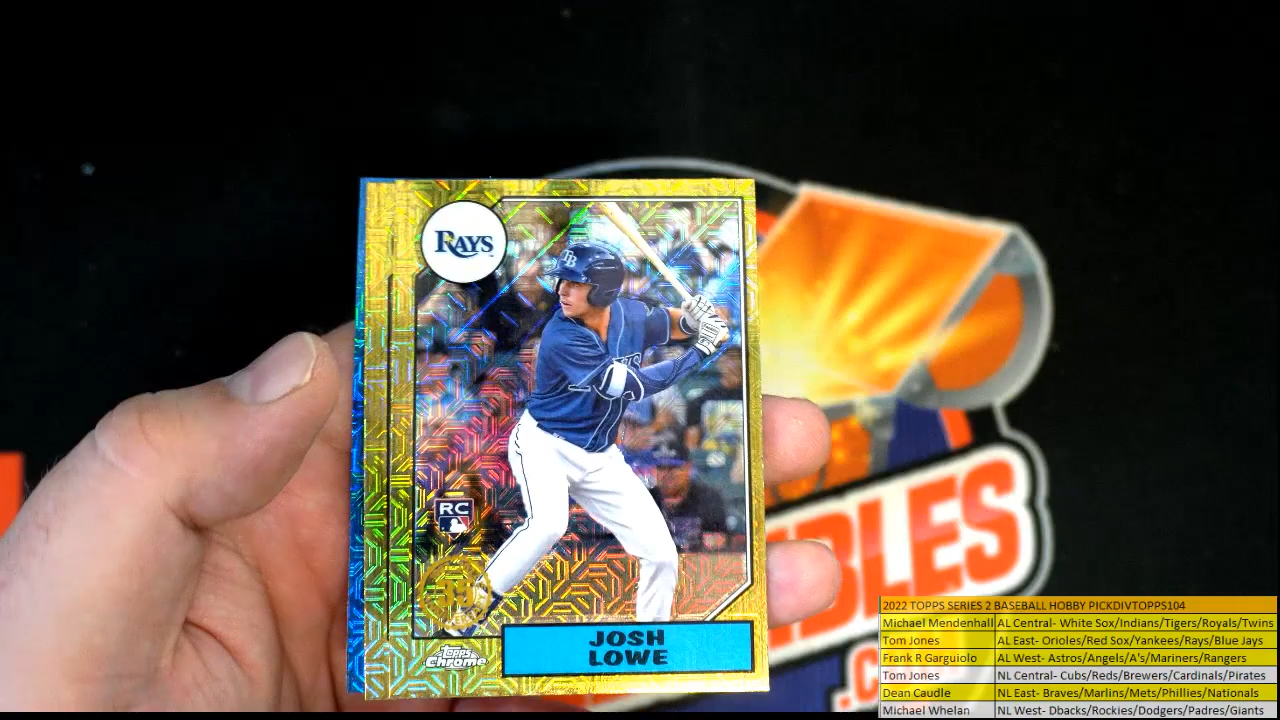 RAYS
TB
RC
JOSH
LOWE
Topps
Chrome
IBLES
.C
2022 TOPPS SERIES 2 BASEBALL HOBBY PICKDIVTOPPS104
Michael Mendenhall AL Central- White Sox/Indians/Tigers/Royals/Twins
Tom Jones AL East- Orioles/Red Sox/Yankees/Rays/Blue Jays
Frank R Garguiolo AL West- Astros/Angels/A's/Mariners/Rangers
Tom Jones NL Central- Cubs/Reds/Brewers/Cardinals/Pirates
Dean Caudle NL East- Braves/Marlins/Mets/Phillies/Nationals
Michael Whelan NL West- Dbacks/Rockies/Dodgers/Padres/Giants